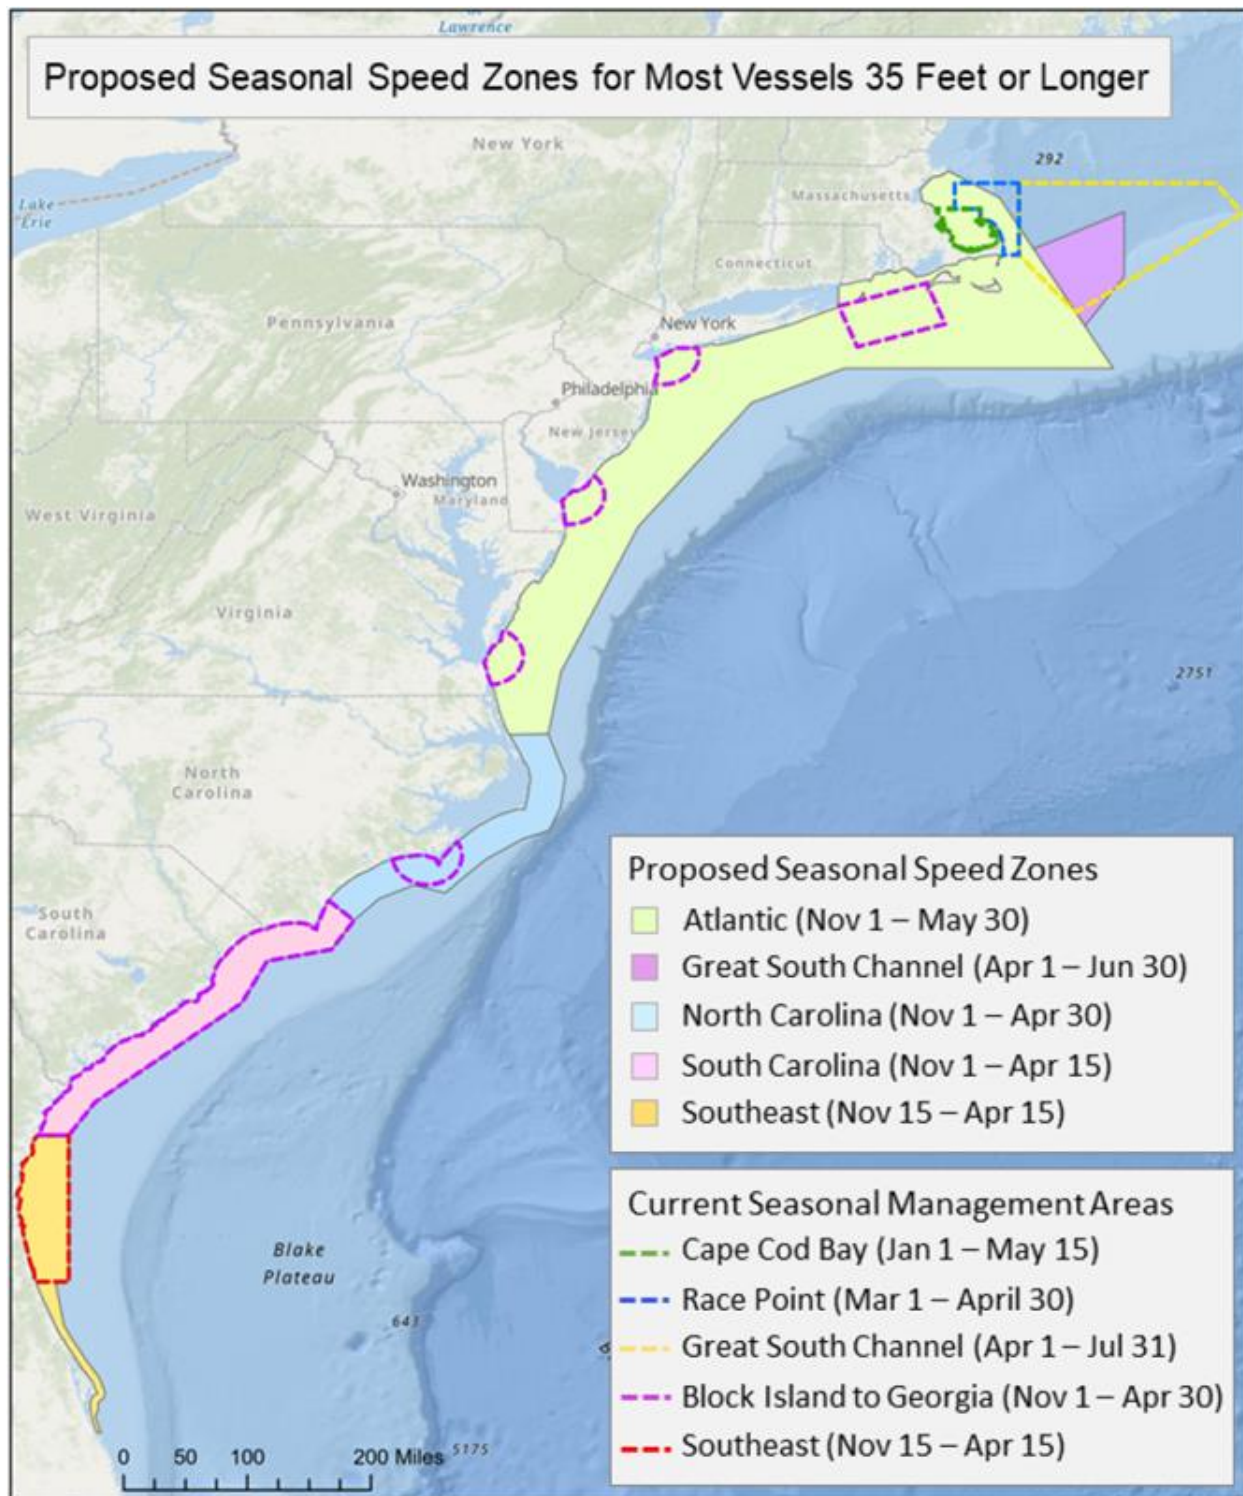 Lawrence
Proposed Seasonal Speed Zones for Most Vessels 35 Feet or Longer
New York
292
Lake
Erie
Massachusetts
Connecticut
Pennsylvania
New York
Philadelphia
New Jersey
Washington
Maryland
West Virginia
Virginia
2751
North
Carolina
South
Carolina
Proposed Seasonal Speed Zones
Atlantic (Nov 1 – May 30)
Great South Channel (Apr 1 – Jun 30)
North Carolina (Nov 1 – Apr 30)
South Carolina (Nov 1 – Apr 15)
Southeast (Nov 15 – Apr 15)
Current Seasonal Management Areas
Cape Cod Bay (Jan 1 – May 15)
Race Point (Mar 1 – April 30)
Great South Channel (Apr 1 – Jul 31)
Block Island to Georgia (Nov 1 – Apr 30)
Southeast (Nov 15 – Apr 15)
Blake
Plateau
643
0 50 100 200 Miles
5175